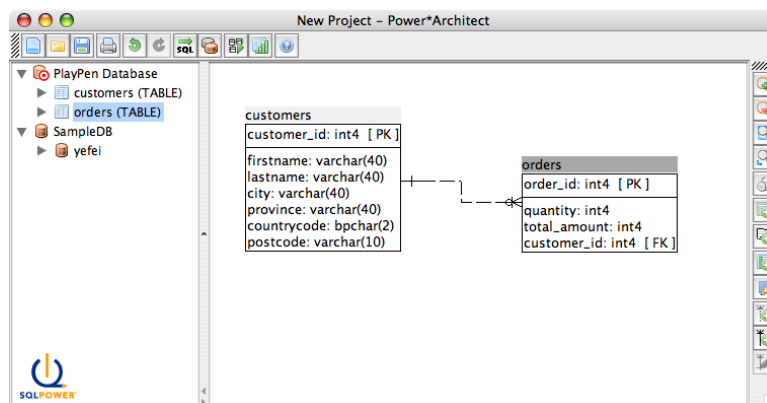 New Project – Power*Architect
SQL
PlayPen Database
customers (TABLE)
orders (TABLE)
SampleDB
yefei
customers
customer_id: int4 [ PK ]
firstname: varchar(40)
lastname: varchar(40)
city: varchar(40)
province: varchar(40)
countrycode: bpchar(2)
postcode: varchar(10)
orders
order_id: int4 [ PK ]
quantity: int4
total_amount: int4
customer_id: int4 [ FK ]
SQLPOWER